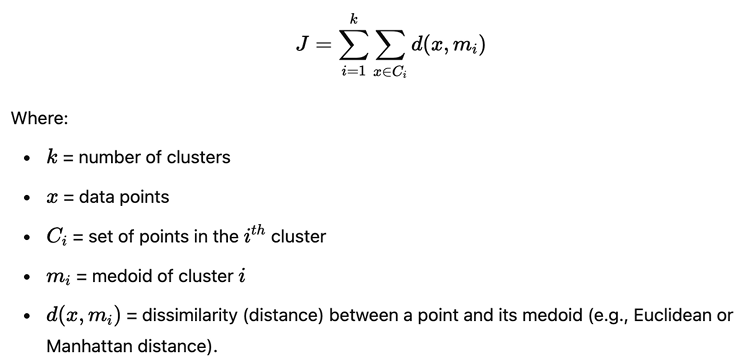 J = \sum_{i=1}^{k} \sum_{x \in C_i} d(x, m_i)
Where:
• k = number of clusters
• x = data points
• C_i = set of points in the i^{th} cluster
• m_i = medoid of cluster i
• d(x, m_i) = dissimilarity (distance) between a point and its medoid (e.g., Euclidean or
Manhattan distance).